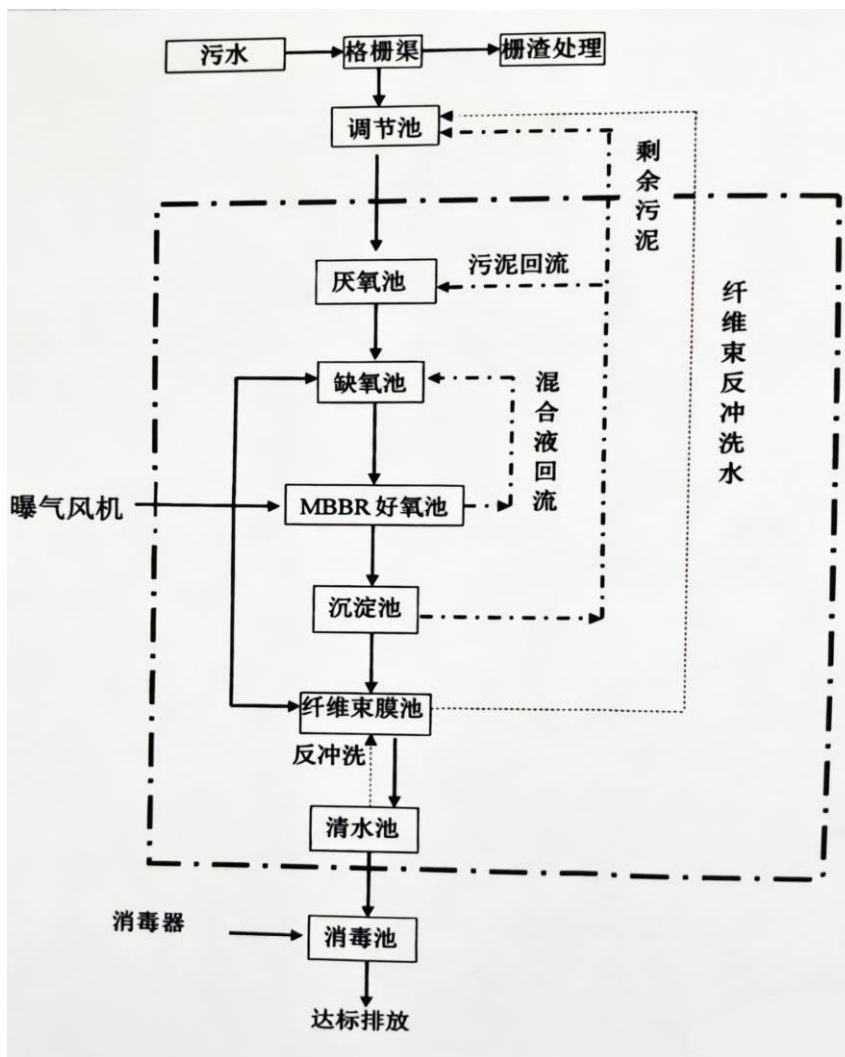 污水
格栅渠
栅渣处理
调节池
剩余污泥
厌氧池
污泥回流
纤维束反冲洗水
缺氧池
混合液回流
曝气风机
MBBR 好氧池
沉淀池
纤维束膜池
反冲洗
清水池
消毒器
消毒池
达标排放